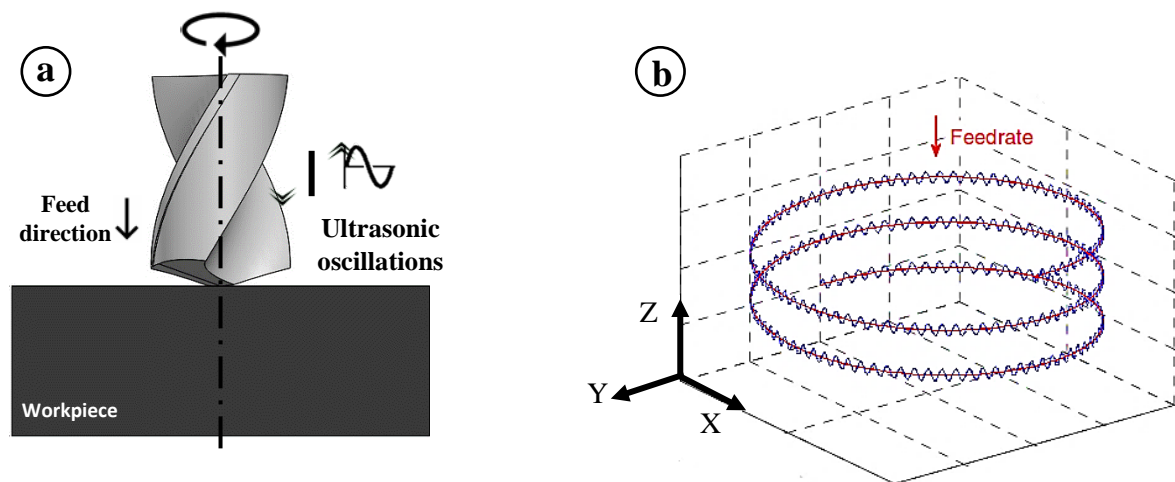 a
Feed
direction
Ultrasonic
oscillations
Workpiece
b
Feedrate
Z
Y
X